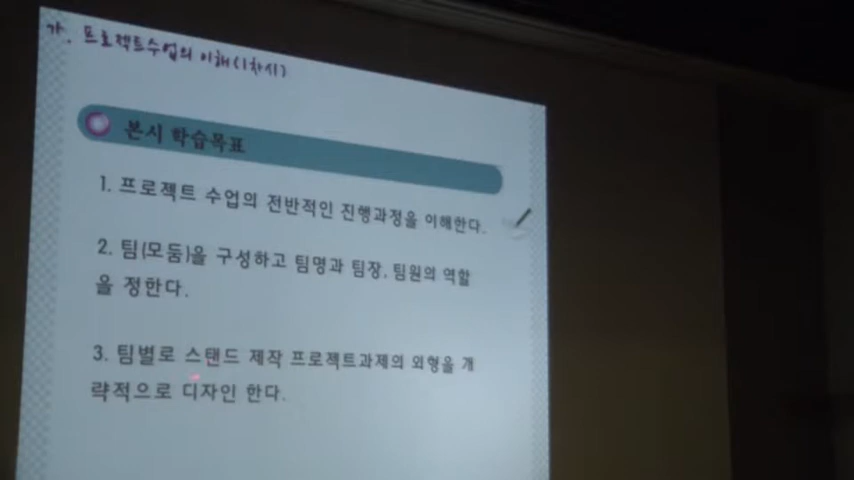 가. 프로젝트수업의 이해(1차시)
본시 학습목표
1. 프로젝트 수업의 전반적인 진행과정을 이해한다.
2. 팀(모둠)을 구성하고 팀명과 팀장, 팀원의 역할
을 정한다.
3. 팀별로 스탠드 제작 프로젝트과제의 외형을 개
략적으로 디자인 한다.